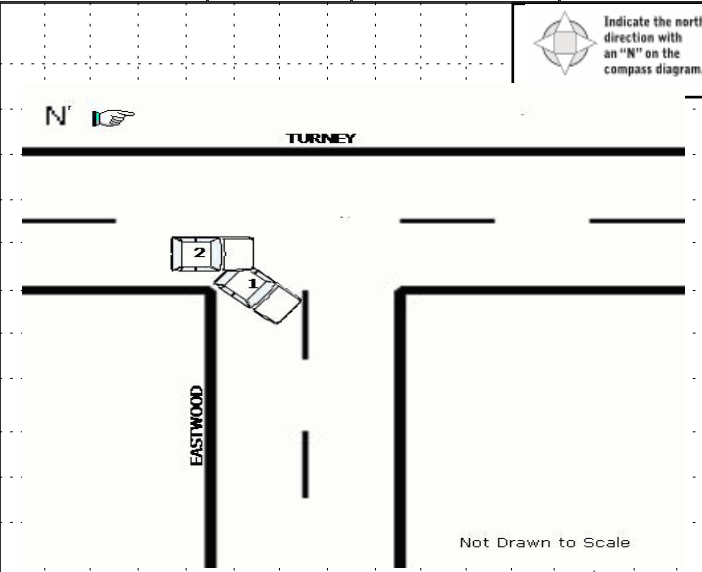 Indicate the north
direction with
an “N” on the
compass diagram.
N
TURNEY
2
1
EASTWOOD
Not Drawn to Scale